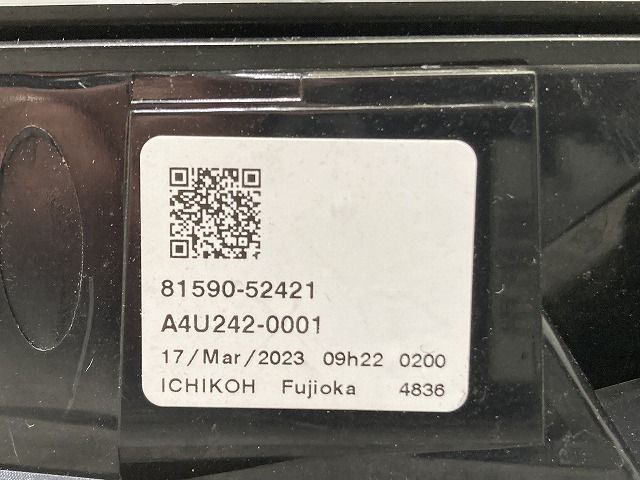 81590-52421
A4U242-0001
17/Mar/2023 09h22 0200
ICHIKOH Fujioka 4836